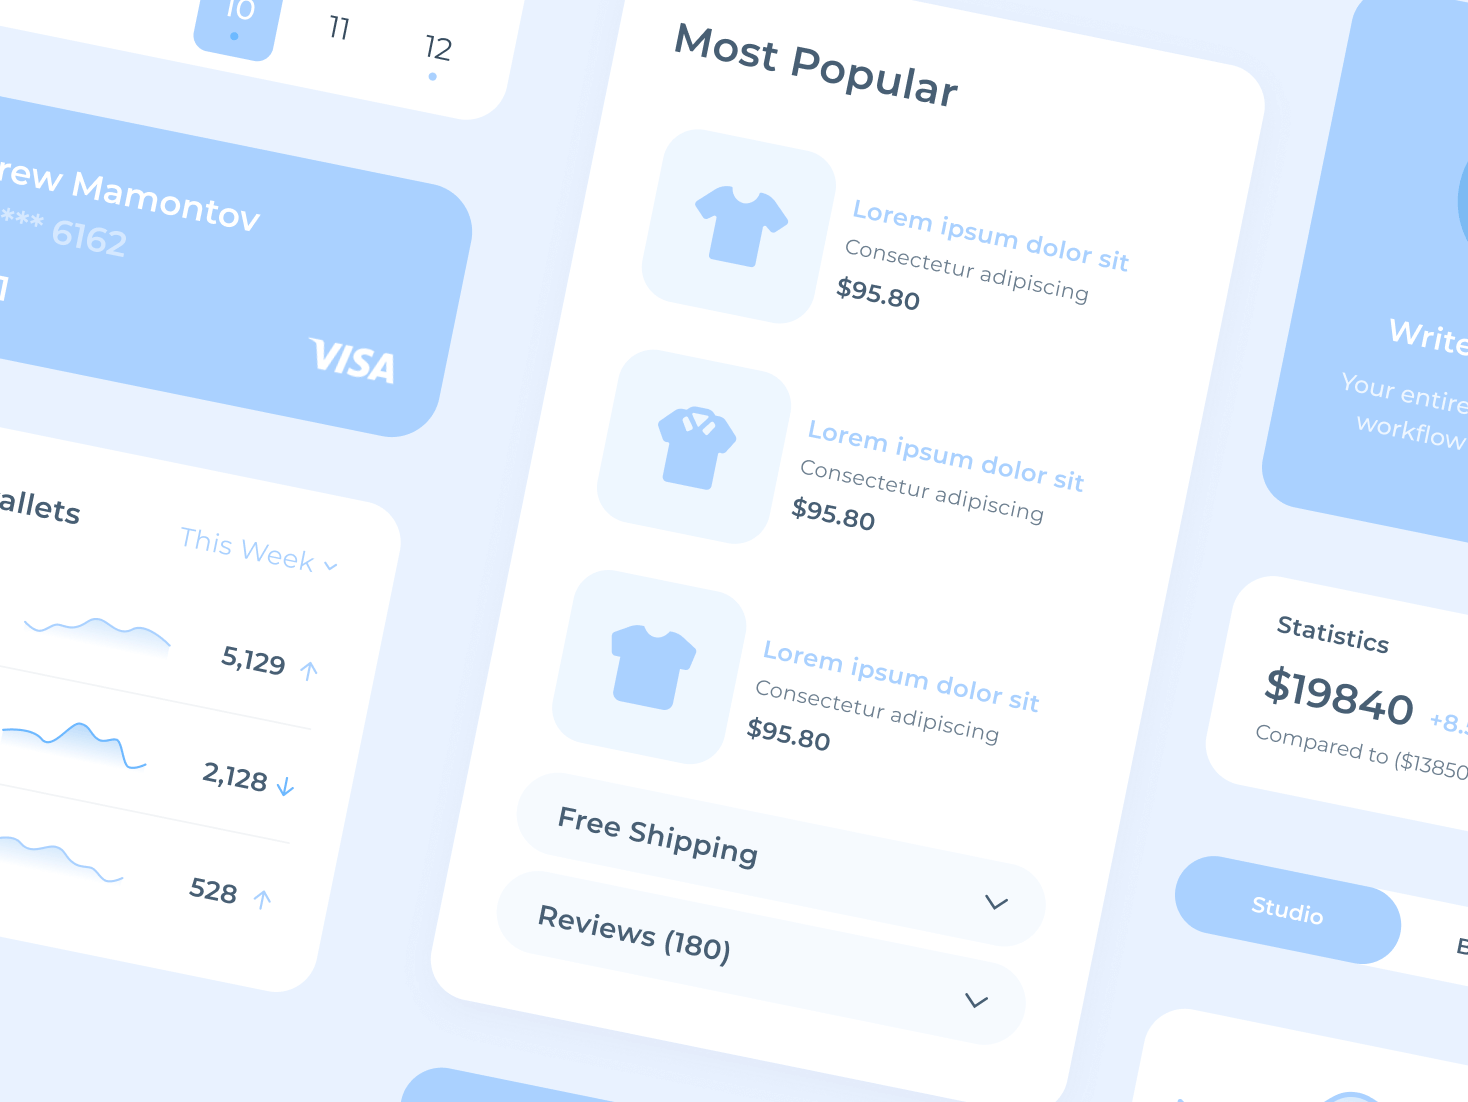 10
11
12
rew Mamontov
*** 6162
VISA
allets
This Week
5,129
2,128
528
Most Popular
Lorem ipsum dolor sit
Consectetur adipiscing
$95.80
Lorem ipsum dolor sit
Consectetur adipiscing
$95.80
Lorem ipsum dolor sit
Consectetur adipiscing
$95.80
Free Shipping
Reviews (180)
Write
Your entire
workflow
Statistics
$19840 +8.
Compared to ($13850
Studio